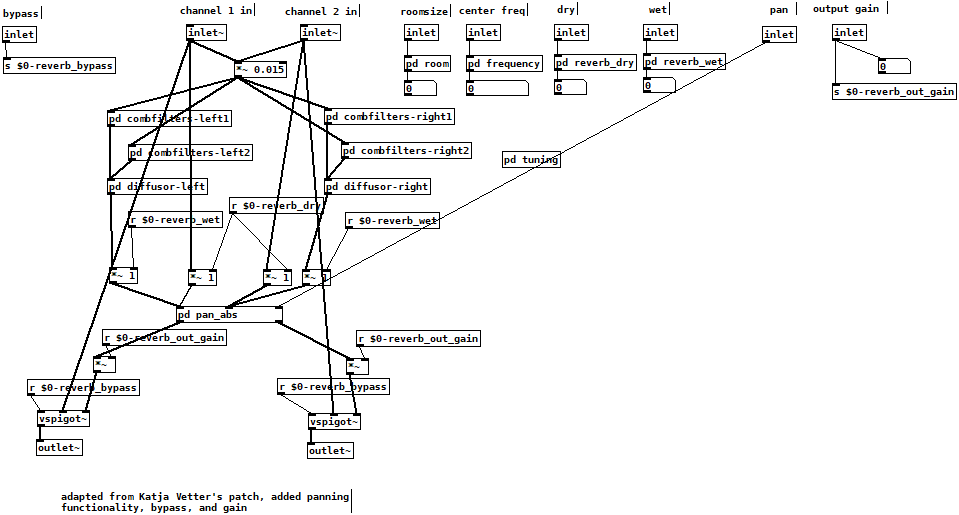 bypass
channel 1 in
channel 2 in
roomsize
center freq
dry
wet
pan
output gain
inlet
inlet~
inlet~
inlet
inlet
inlet
inlet
inlet
inlet
s $0-reverb_bypass
*~ 0.015
pd room
pd frequency
pd reverb_dry
pd reverb_wet
0
0
0
0
0
s $0-reverb_out_gain
pd combfilters-left1
pd combfilters-right1
pd combfilters-left2
pd combfilters-right2
pd tuning
pd diffusor-left
pd diffusor-right
r $0-reverb_wet
r $0-reverb_dry
r $0-reverb_wet
*~ 1
*~ 1
*~ 1
*~ 1
pd pan_abs
r $0-reverb_out_gain
r $0-reverb_out_gain
*~
*~
r $0-reverb_bypass
r $0-reverb_bypass
vspigot~
vspigot~
outlet~
outlet~
adapted from Katja Vetter's patch, added panning
functionality, bypass, and gain